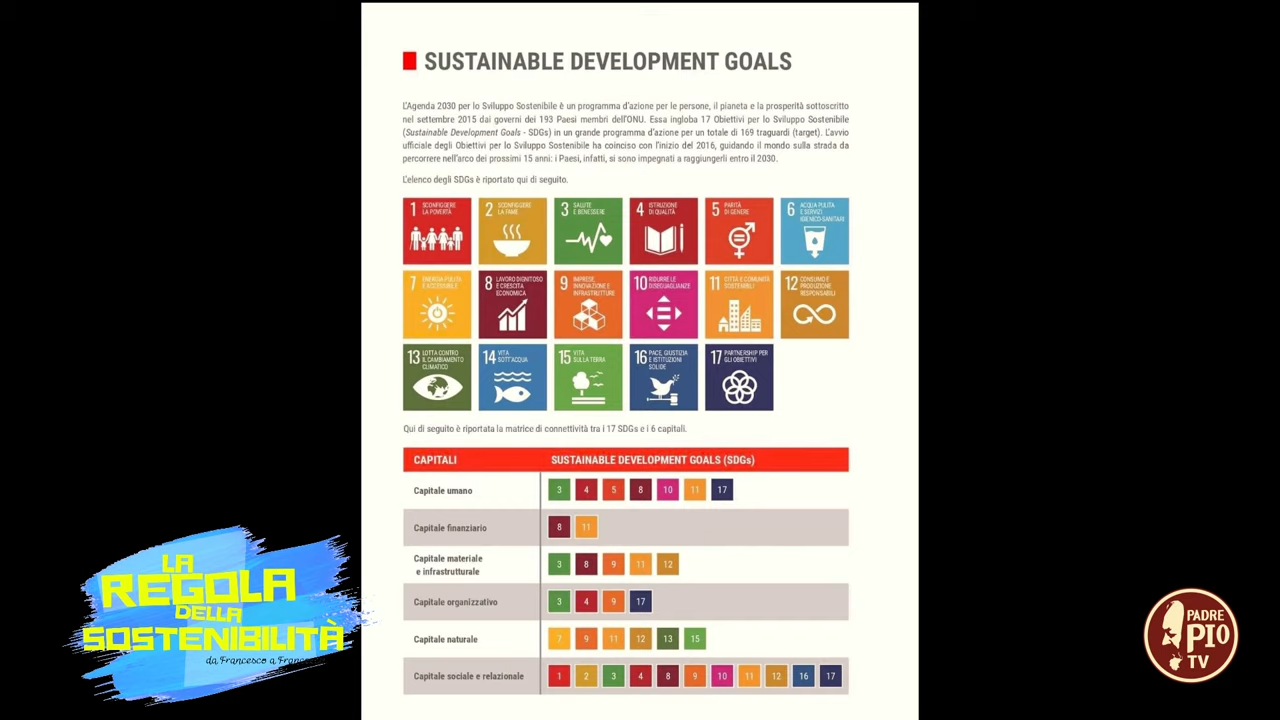 SUSTAINABLE DEVELOPMENT GOALS
L'Agenda 2030 per lo Sviluppo Sostenibile è un programma d'azione per le persone, il pianeta e la prosperità sottoscritto
nel settembre 2015 dai governi dei 193 Paesi membri dell'ONU. Essa ingloba 17 Obiettivi per lo Sviluppo Sostenibile
(Sustainable Development Goals - SDGs) in un grande programma d'azione per un totale di 169 traguardi (target). L'avvio
ufficiale degli Obiettivi per lo Sviluppo Sostenibile ha coinciso con l'inizio del 2016, guidando il mondo sulla strada da
percorrere nell'arco dei prossimi 15 anni: i Paesi, infatti, si sono impegnati a raggiungerli entro il 2030.
L'elenco degli SDGs è riportato qui di seguito.
1 SCONFIGGERE
LA POVERTÀ
2 SCONFIGGERE
LA FAME
3 SALUTE
E BENESSERE
4 ISTRUZIONE
DI QUALITÀ
5 PARITÀ
DI GENERE
6 ACQUA PULITA
E SERVIZI
IGIENICO-SANITARI
7 ENERGIA PULITA
E ACCESSIBILE
8 LAVORO DIGNITOSO
E CRESCITA
ECONOMICA
9 IMPRESE,
INNOVAZIONE E
INFRASTRUTTURE
10 RIDURRE LE
DISEGUAGLIANZE
11 CITTÀ E COMUNITÀ
SOSTENIBILI
12 CONSUMO E
PRODUZIONE
RESPONSABILI
13 LOTTA CONTRO
IL CAMBIAMENTO
CLIMATICO
14 VITA
SOTT'ACQUA
15 VITA
SULLA TERRA
16 PACE, GIUSTIZIA
E ISTITUZIONI
SOLIDE
17 PARTNERSHIP PER
GLI OBIETTIVI
Qui di seguito è riportata la matrice di connettività tra i 17 SDGs e i 6 capitali.
CAPITALI SUSTAINABLE DEVELOPMENT GOALS (SDGs)
Capitale umano 3 4 5 8 10 11 17
Capitale finanziario 8 11
Capitale materiale
e infrastrutturale 3 8 9 11 12
Capitale organizzativo 3 4 9 17
Capitale naturale 7 9 11 12 13 15
Capitale sociale e relazionale 1 2 3 4 8 9 10 11 12 16 17
LA
REGOLA
DELLA
SOSTENIBILITÀ
da Francesco a Francesco
PADRE
PIO
TV